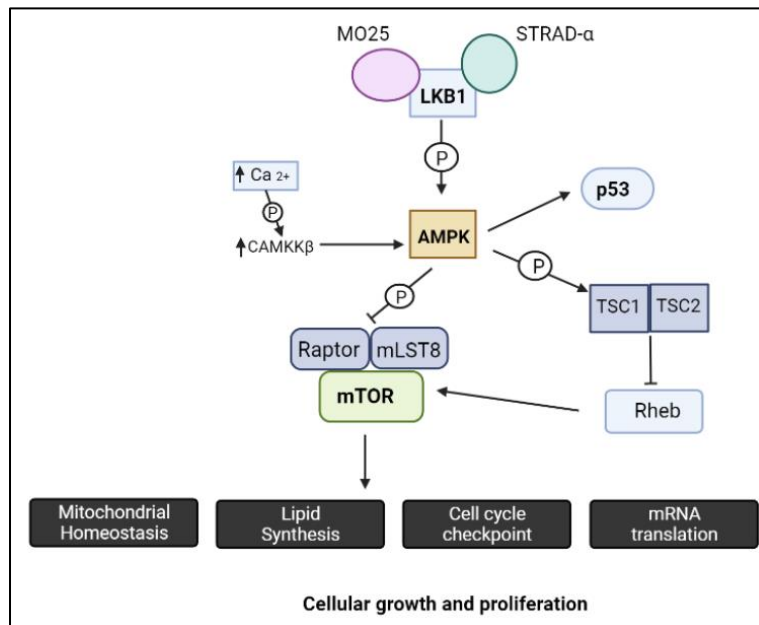 MO25
STRAD-α
LKB1
P
↑ Ca 2+
P
↑CAMKKβ
AMPK
p53
P
P
TSC1
TSC2
Raptor
mLST8
mTOR
Rheb
Mitochondrial
Homeostasis
Lipid
Synthesis
Cell cycle
checkpoint
mRNA
translation
Cellular growth and proliferation